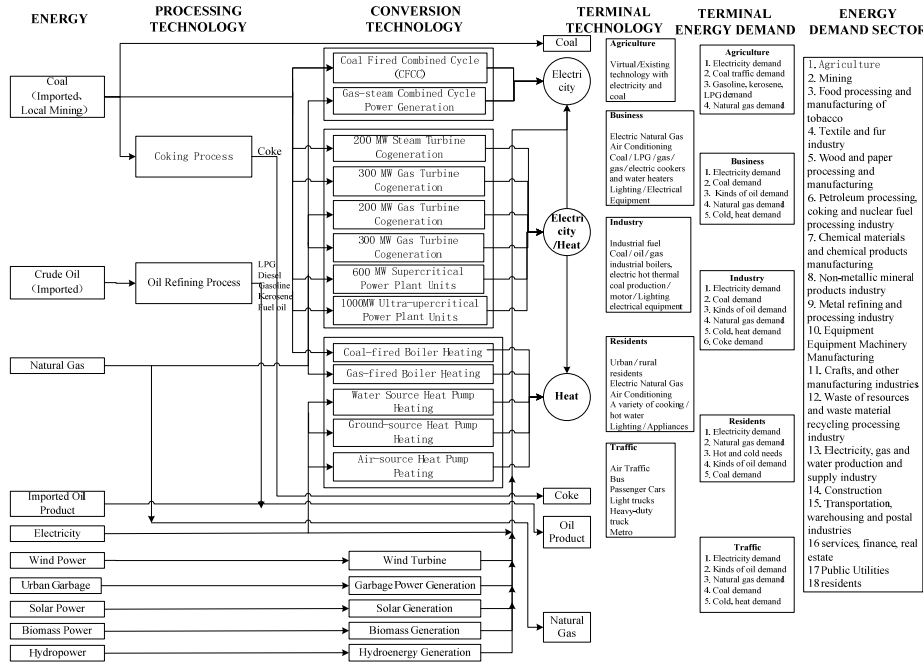 ENERGY
PROCESSING
TECHNOLOGY
CONVERSION
TECHNOLOGY
TERMINAL
TECHNOLOGY
TERMINAL
ENERGY DEMAND
ENERGY
DEMAND SECTOR
Coal
(Imported、
Local Mining)
Crude Oil
(Imported)
Natural Gas
Imported Oil
Product
Electricity
Wind Power
Urban Garbage
Solar Power
Biomass Power
Hydropower
Coking Process
Coke
Oil Refining Process
LPG
Diesel
Gasoline
Kerosene
Fuel oil
Coal Fired Combined Cycle
(CFCC)
Gas-steam Combined Cycle
Power Generation
200 MW Steam Turbine
Cogeneration
300 MW Gas Turbine
Cogeneration
200 MW Gas Turbine
Cogeneration
300 MW Gas Turbine
Cogeneration
600 MW Supercritical
Power Plant Units
1000MW Ultra-upercritical
Power Plant Units
Coal-fired Boiler Heating
Gas-fired Boiler Heating
Water Source Heat Pump
Heating
Ground-source Heat Pump
Heating
Air-source Heat Pump
Peating
Wind Turbine
Garbage Power Generation
Solar Generation
Biomass Generation
Hydroenergy Generation
Coal
Electri
city
Electri
city
/Heat
Heat
Coke
Oil
Product
Natural
Gas
Agriculture
Virtual/Existing
technology with
electricity and
coal
Business
Electric Natural Gas
Air Conditioning
Coal / LPG / gas/
gas/electric cookers
and water heaters
Lighting / Electrical
Equipment
Industry
Industrial fuel
Coal / oil / gas
industrial boilers,
electric hot thermal
coal production /
motor / Lighting
electrical equipment
Residents
Urban / rural
residents
Electric Natural Gas
Air Conditioning
A variety of cooking /
hot water
Lighting /Appliances
Traffic
Air Traffic
Bus
Passenger Cars
Light trucks
Heavy-duty
truck
Metro
Agriculture
1. Electricity demand
2. Coal traffic demand
3. Gasoline, kerosene,
LPG demand
4. Natural gas demand
Business
1. Electricity demand
2. Coal demand
3. Kinds of oil demand
4. Natural gas demand
5. Cold, heat demand
Industry
1. Electricity demand
2. Coal demand
3. Kinds of oil demand
4. Natural gas demand
5. Cold, heat demand
6. Coke demand
Residents
1. Electricity demand
2. Natural gas demand
3. Hot and cold needs
4. Kinds of oil demand
5. Coal demand
Traffic
1. Electricity demand
2. Kinds of oil demand
3. Natural gas demand
4. Coal demand
5. Cold, heat demand
1. Agriculture
2. Mining
3. Food processing and
manufacturing of
tobacco
4. Textile and fur
industry
5. Wood and paper
processing and
manufacturing
6. Petroleum processing,
coking and nuclear fuel
processing industry
7. Chemical materials
and chemical products
manufacturing
8. Non-metallic mineral
products industry
9. Metal refining and
processing industry
10. Equipment
Equipment Machinery
Manufacturing
11. Crafts, and other
manufacturing industries
12. Waste of resources
and waste material
recycling processing
industry
13. Electricity, gas and
water production and
supply industry
14. Construction
15. Transportation,
warehousing and postal
industries
16 services, finance, real
estate
17 Public Utilities
18 residents